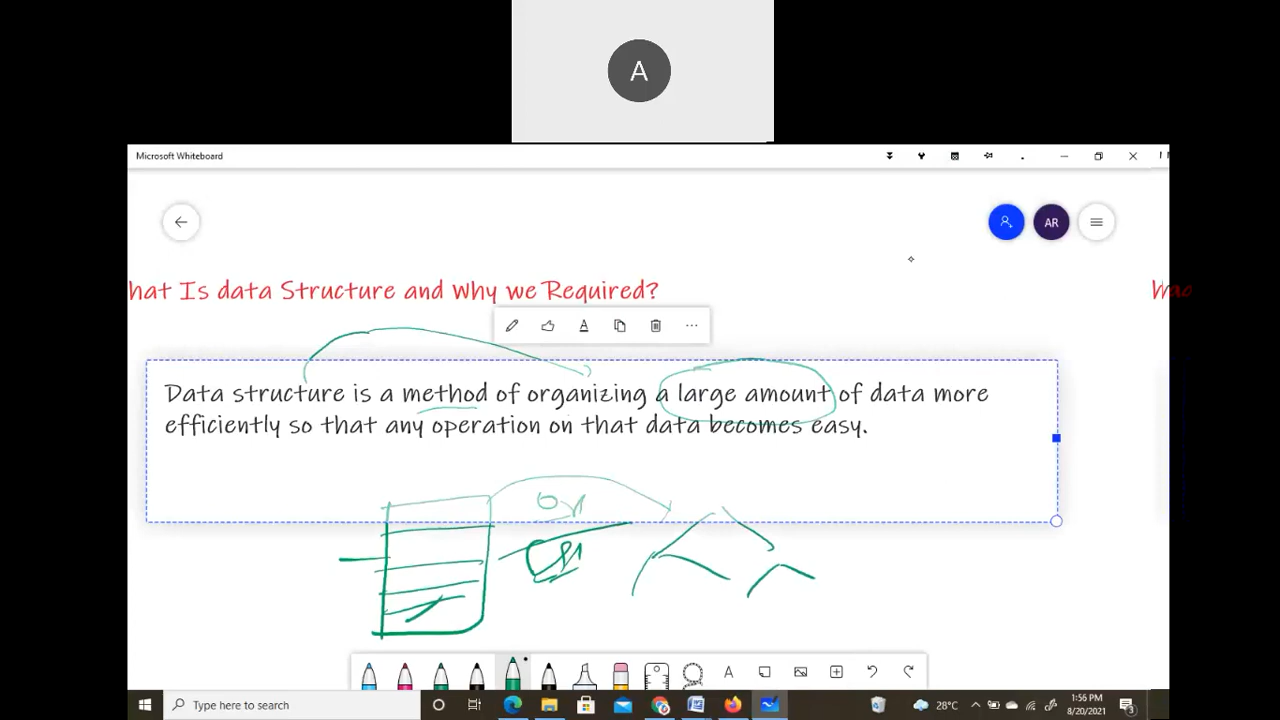 A
Microsoft Whiteboard
AR
hat Is data Structure and Why we Required?
Data structure is a method of organizing a large amount of data more
efficiently so that any operation on that data becomes easy.
A
Type here to search
28°C
1:56 PM
8/20/2021
3